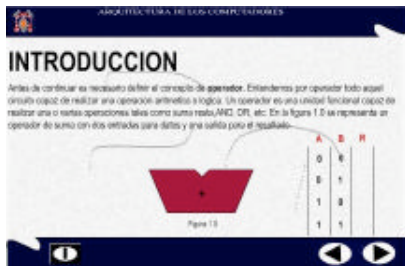 ARQUITECTURA DE LOS COMPUTADORES
INTRODUCCION
Antes de continuar es necesario definir el concepto de operador. Entendemos por operador todo aquel
circuito capaz de realizar una operación aritmetica o logica. Un operador es una unidad funcional capaz de
realizar una o varias operaciones tales como suma resta,AND, OR, etc. En la figura 1.0 se representa un
operador de suma con dos entradas para datos y una salida para el resultado.
A B R
0 0
0 1
1 0
1 1
+
Figura 1.0